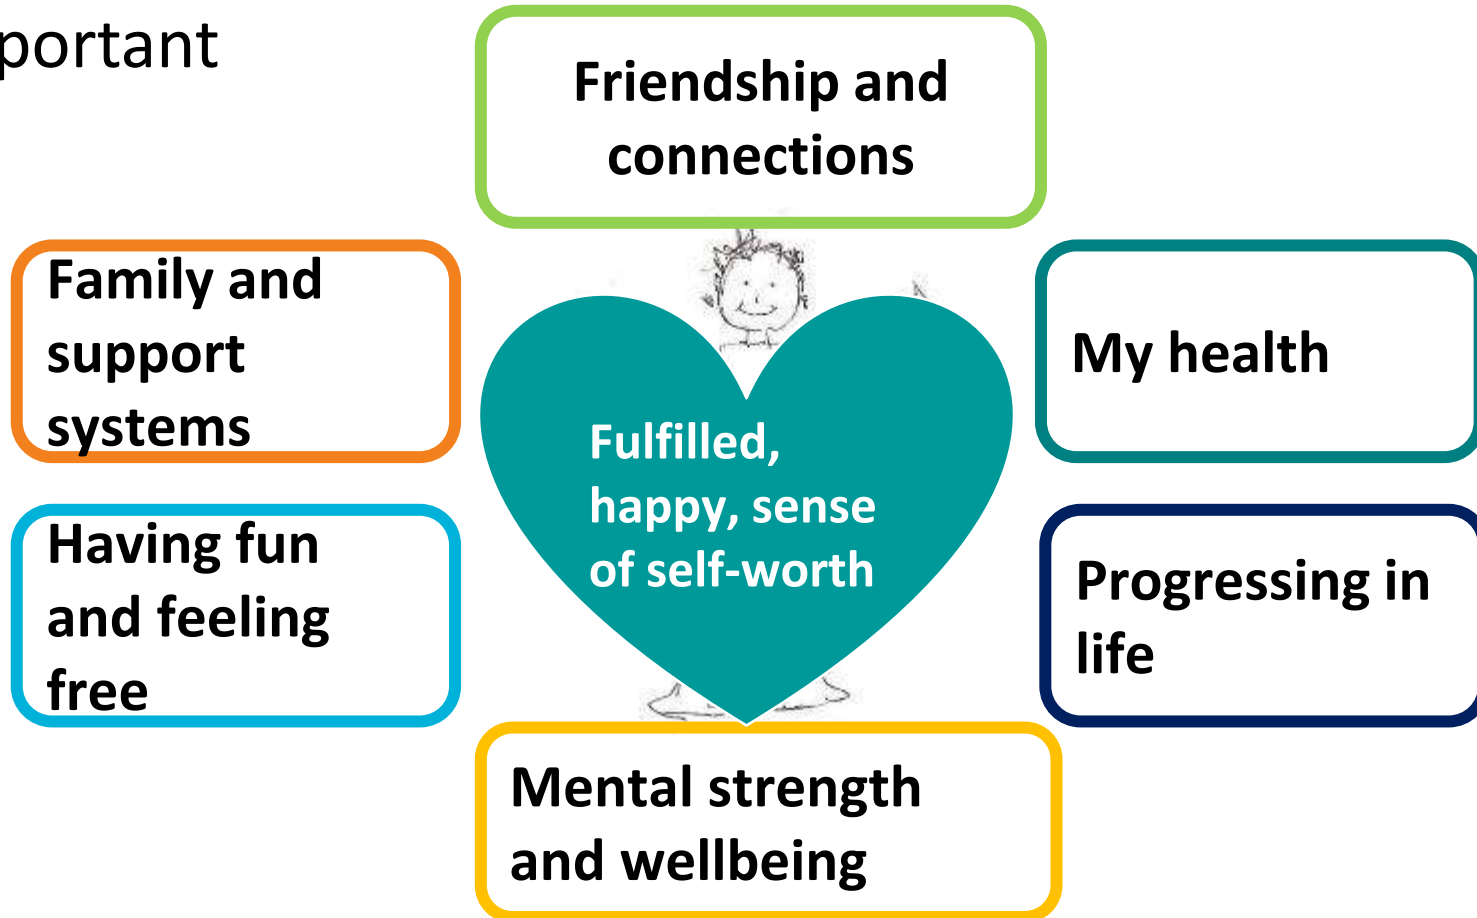 portant
Friendship and
connections
Family and
support
systems
My health
Fulfilled,
happy, sense
of self-worth
Having fun
and feeling
free
Progressing in
life
Mental strength
and wellbeing